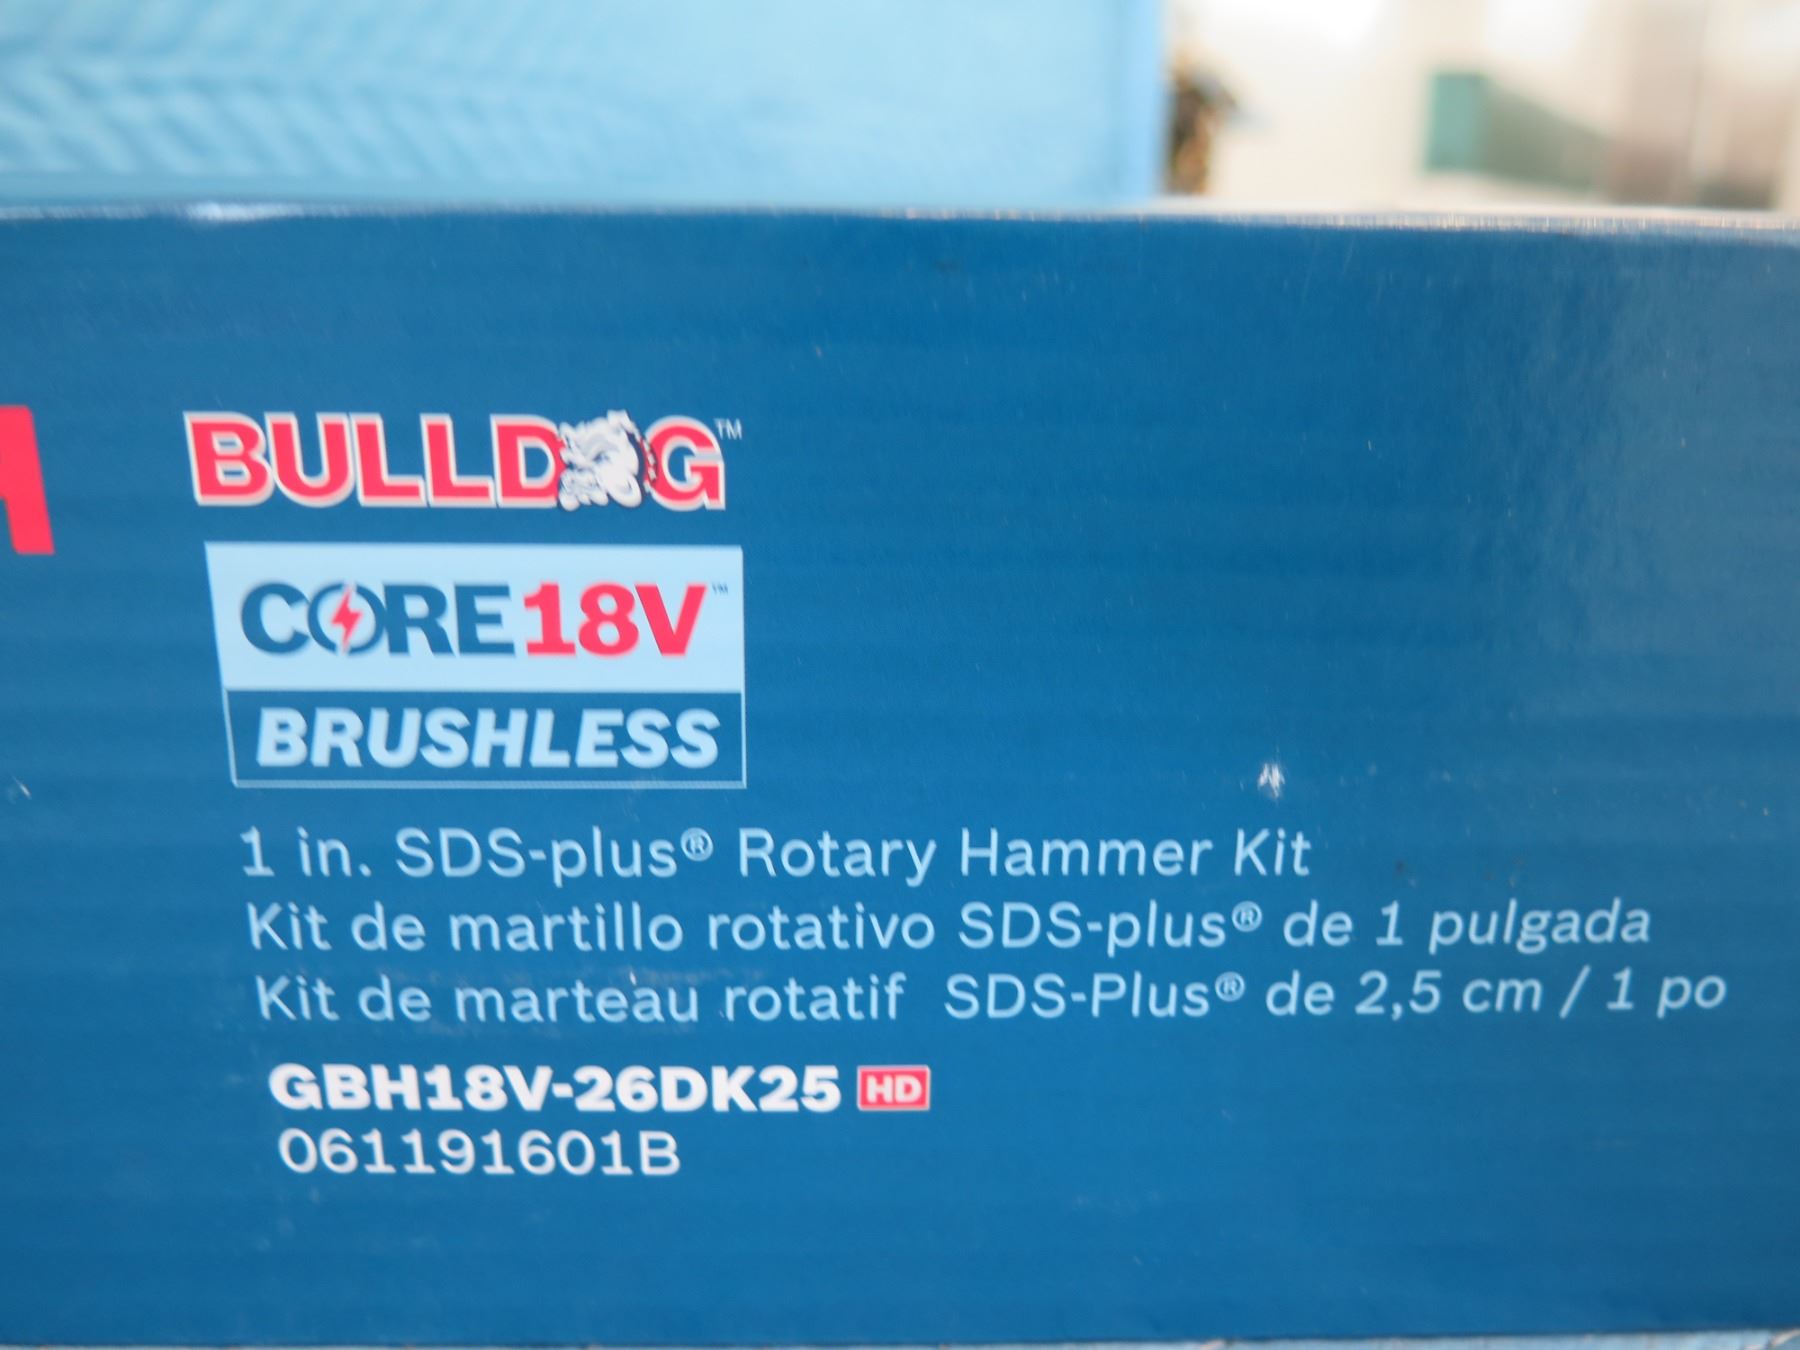 BULLDOG™
CORE18V™
BRUSHLESS
1 in. SDS-plus® Rotary Hammer Kit
Kit de martillo rotativo SDS-plus® de 1 pulgada
Kit de marteau rotatif SDS-Plus® de 2,5 cm / 1 po
GBH18V-26DK25 HD
061191601B